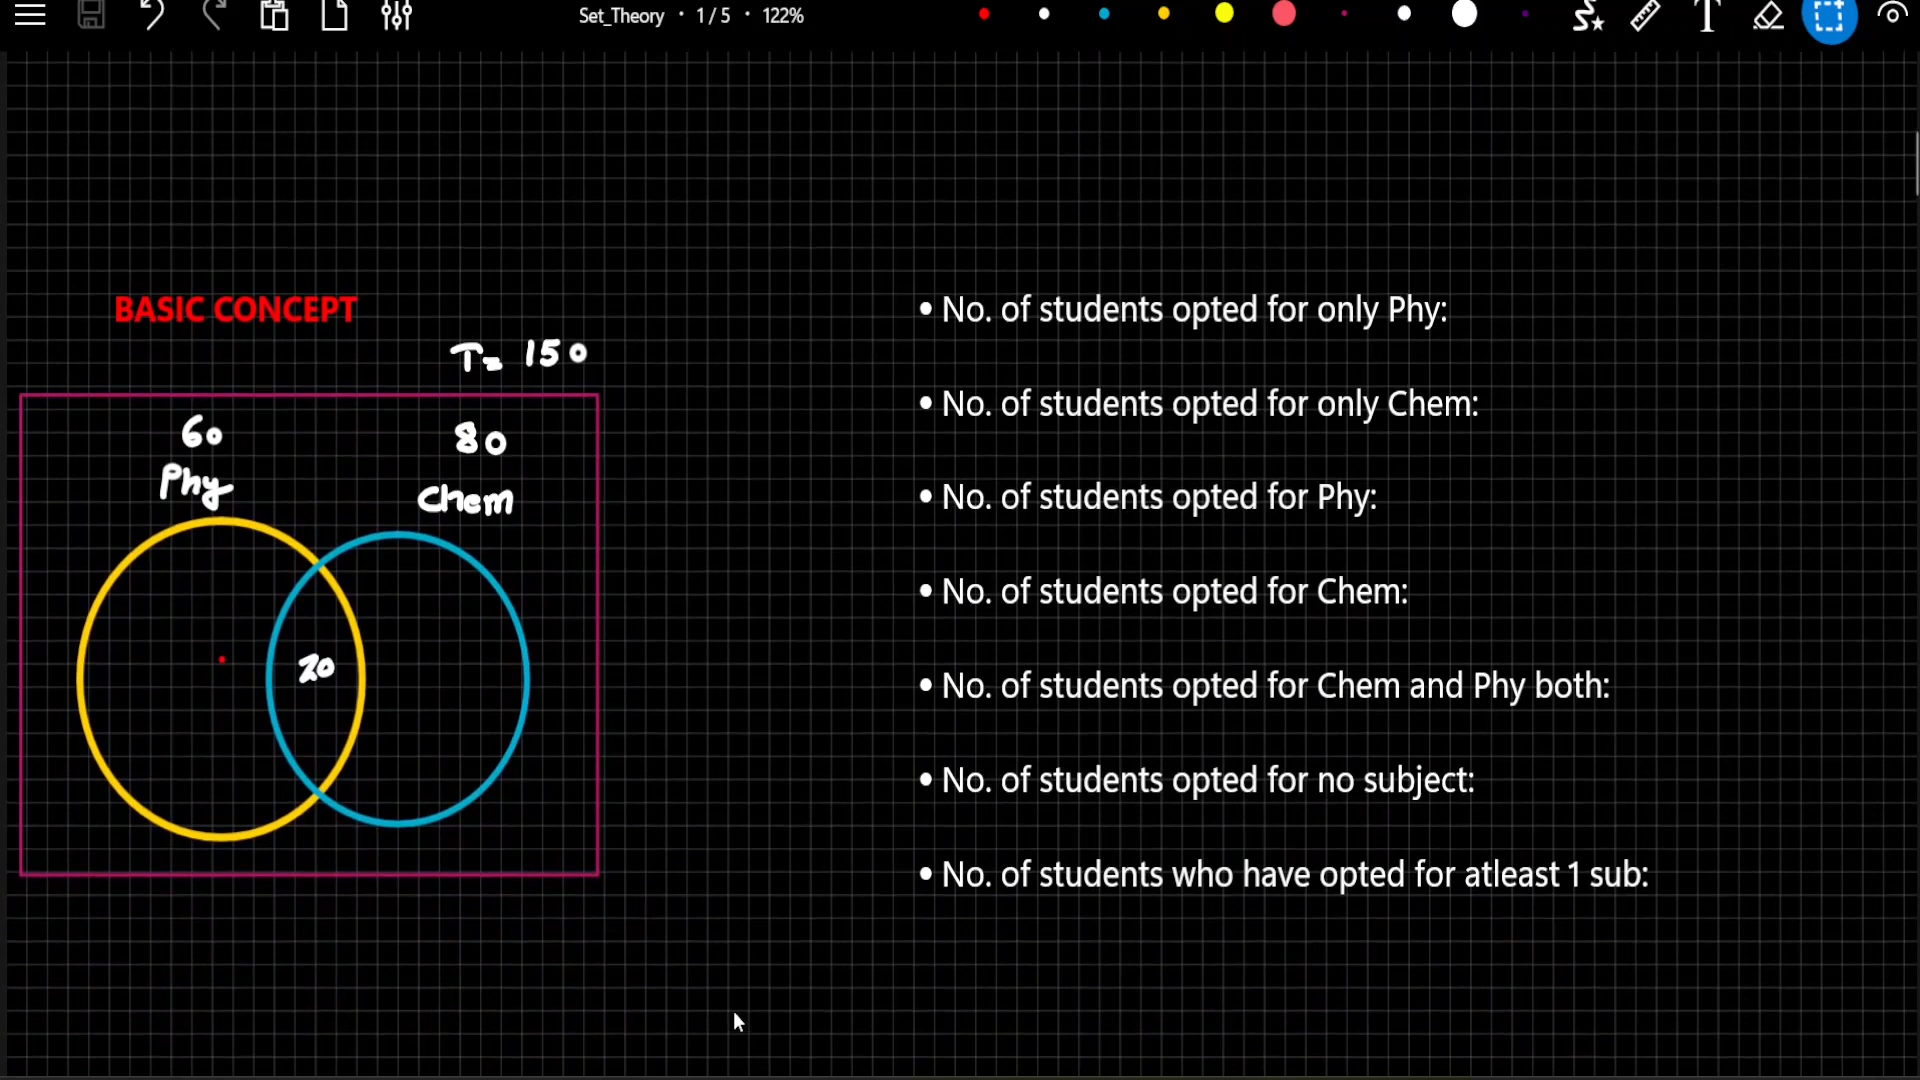 Set_Theory • 1 / 5 • 122%
BASIC CONCEPT
T= 150
60
Phy
80
Chem
20
• No. of students opted for only Phy:
• No. of students opted for only Chem:
• No. of students opted for Phy:
• No. of students opted for Chem:
• No. of students opted for Chem and Phy both:
• No. of students opted for no subject:
• No. of students who have opted for atleast 1 sub: